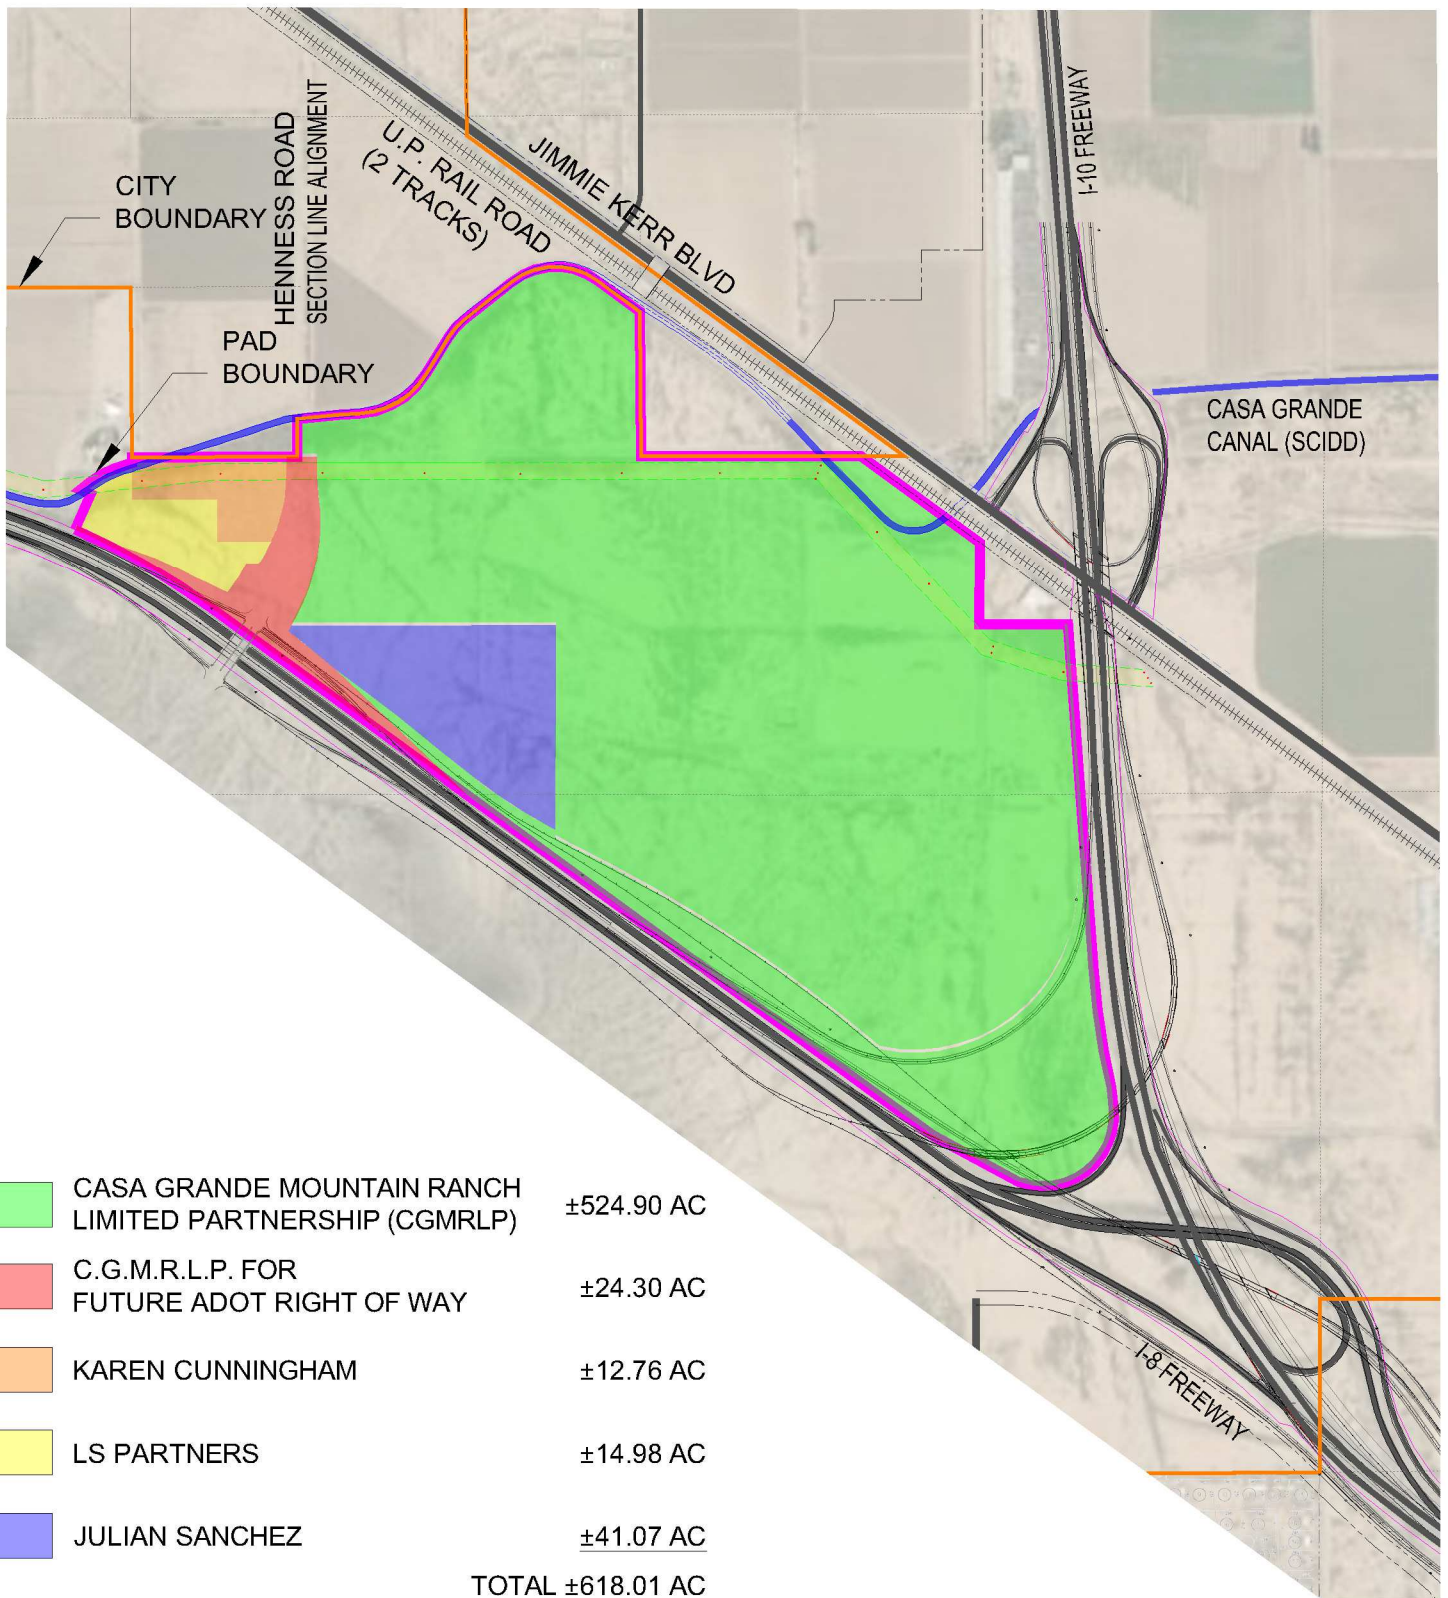 I-10 FREEWAY
HENNESS ROAD
SECTION LINE ALIGNMENT
U.P. RAIL ROAD
(2 TRACKS)
JIMMIE KERR BLVD
CITY
BOUNDARY
PAD
BOUNDARY
CASA GRANDE
CANAL (SCIDD)
CASA GRANDE MOUNTAIN RANCH
LIMITED PARTNERSHIP (CGMRLP) ±524.90 AC
C.G.M.R.L.P. FOR
FUTURE ADOT RIGHT OF WAY ±24.30 AC
I-8 FREEWAY
KAREN CUNNINGHAM ±12.76 AC
LS PARTNERS ±14.98 AC
JULIAN SANCHEZ ±41.07 AC
TOTAL ±618.01 AC